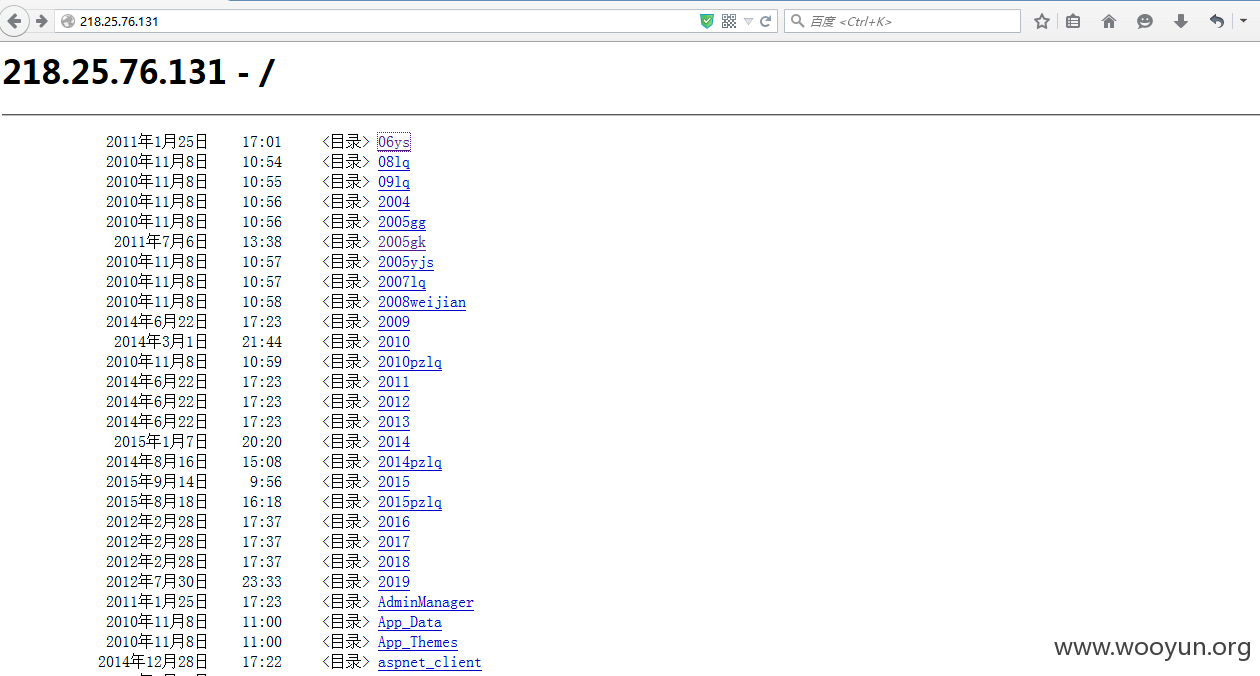 218.25.76.131 百度 <Ctrl+K>
218.25.76.131 - /
2011年1月25日 17:01 <目录> 06ys
2010年11月8日 10:54 <目录> 08lq
2010年11月8日 10:55 <目录> 09lq
2010年11月8日 10:56 <目录> 2004
2010年11月8日 10:56 <目录> 2005gg
2011年7月6日 13:38 <目录> 2005gk
2010年11月8日 10:57 <目录> 2005yjs
2010年11月8日 10:57 <目录> 2007lq
2010年11月8日 10:58 <目录> 2008weijian
2014年6月22日 17:23 <目录> 2009
2014年3月1日 21:44 <目录> 2010
2010年11月8日 10:59 <目录> 2010pzlq
2014年6月22日 17:23 <目录> 2011
2014年6月22日 17:23 <目录> 2012
2014年6月22日 17:23 <目录> 2013
2015年1月7日 20:20 <目录> 2014
2014年8月16日 15:08 <目录> 2014pzlq
2015年9月14日 9:56 <目录> 2015
2015年8月18日 16:18 <目录> 2015pzlq
2012年2月28日 17:37 <目录> 2016
2012年2月28日 17:37 <目录> 2017
2012年2月28日 17:37 <目录> 2018
2012年7月30日 23:33 <目录> 2019
2011年1月25日 17:23 <目录> AdminManager
2010年11月8日 11:00 <目录> App_Data
2010年11月8日 11:00 <目录> App_Themes
2014年12月28日 17:22 <目录> aspnet_client
www.wooyun.org